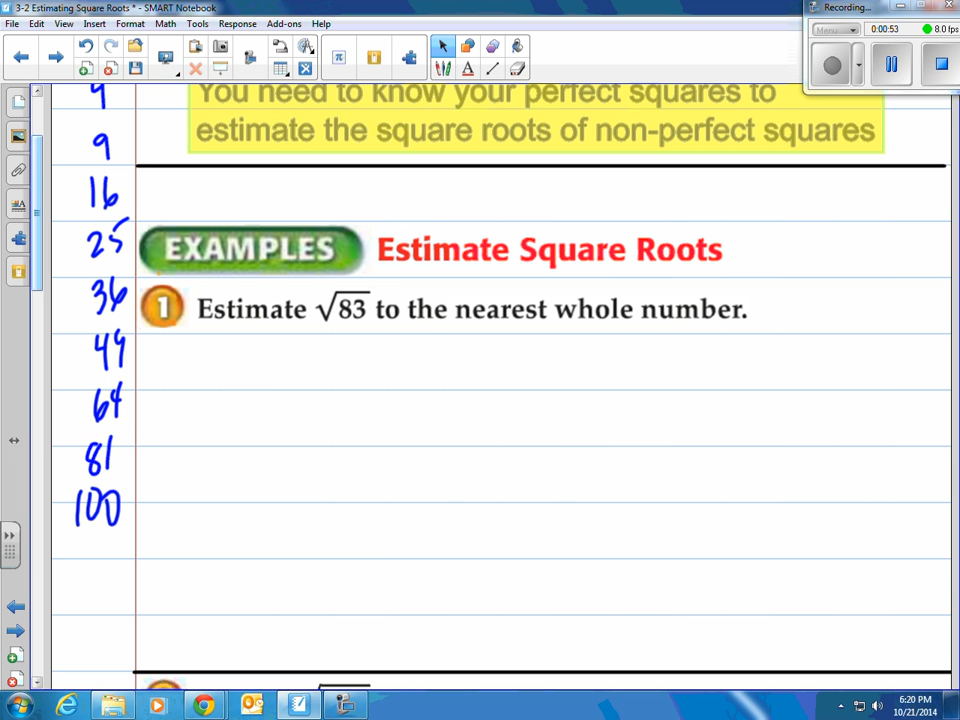 3-2 Estimating Square Roots * - SMART Notebook
File Edit View Insert Format Math Tools Response Add-ons Help
Recording...
Menu
0:00:53
8.0 fps
You need to know your perfect squares to
estimate the square roots of non-perfect squares
4
9
16
25
36
49
64
81
100
EXAMPLES Estimate Square Roots
1 Estimate √83 to the nearest whole number.
6:20 PM
10/21/2014